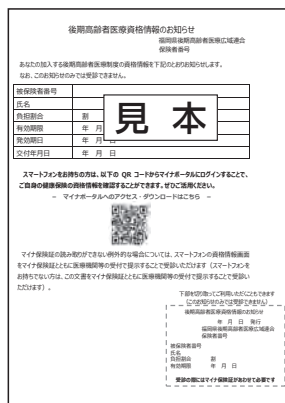 後期高齢者医療資格情報のお知らせ
福岡県後期高齢者医療広域連合
保険者番号
あなたの加入する後期高齢者医療制度の資格情報を下記のとおりお知らせします。
なお、このお知らせのみでは受診できません。
被保険者番号
氏名
負担割合 割
有効期限 年 月
発効期日 年 月
交付年月日 年 月 日
見本
スマートフォンをお持ちの方は、以下の QR コードからマイナポータルにログインすることで、
ご自身の健康保険の資格情報を確認することができます。ぜひご活用ください。
− マイナポータルへのアクセス・ダウンロードはこちら −
マイナ保険証の読み取りができない例外的な場合については、スマートフォンの資格情報画面
をマイナ保険証とともに医療機関等の受付で提示することで受診いただけます（スマートフォンを
お持ちでない方は、この文書をマイナ保険証とともに医療機関等の受付で提示することで受診い
ただけます）。
下部を切り取ってご利用いただくこともできます
（このお知らせのみでは受診できません）
後期高齢者医療資格情報のお知らせ
年 月 日 発行
福岡県後期高齢者医療広域連合
保険者番号
被保険者番号
氏名
負担割合 割
有効期限 年 月 日
受診の際にはマイナ保険証があわせて必要です